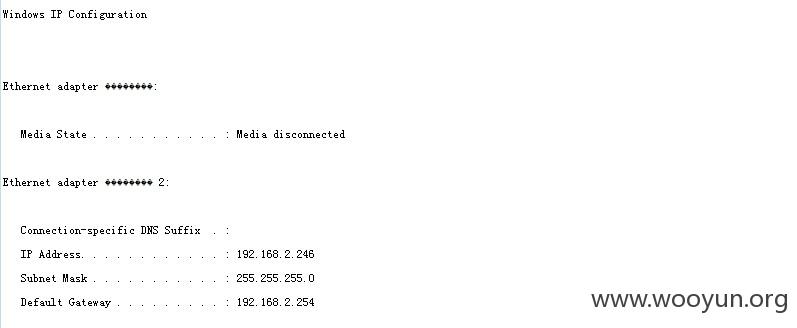 Windows IP Configuration
Ethernet adapter ��������:
Media State . . . . . . . . . . . : Media disconnected
Ethernet adapter �������� 2:
Connection-specific DNS Suffix  . :
IP Address. . . . . . . . . . . . : 192.168.2.246
Subnet Mask . . . . . . . . . . . : 255.255.255.0
Default Gateway . . . . . . . . . : 192.168.2.254
www.wooyun.org